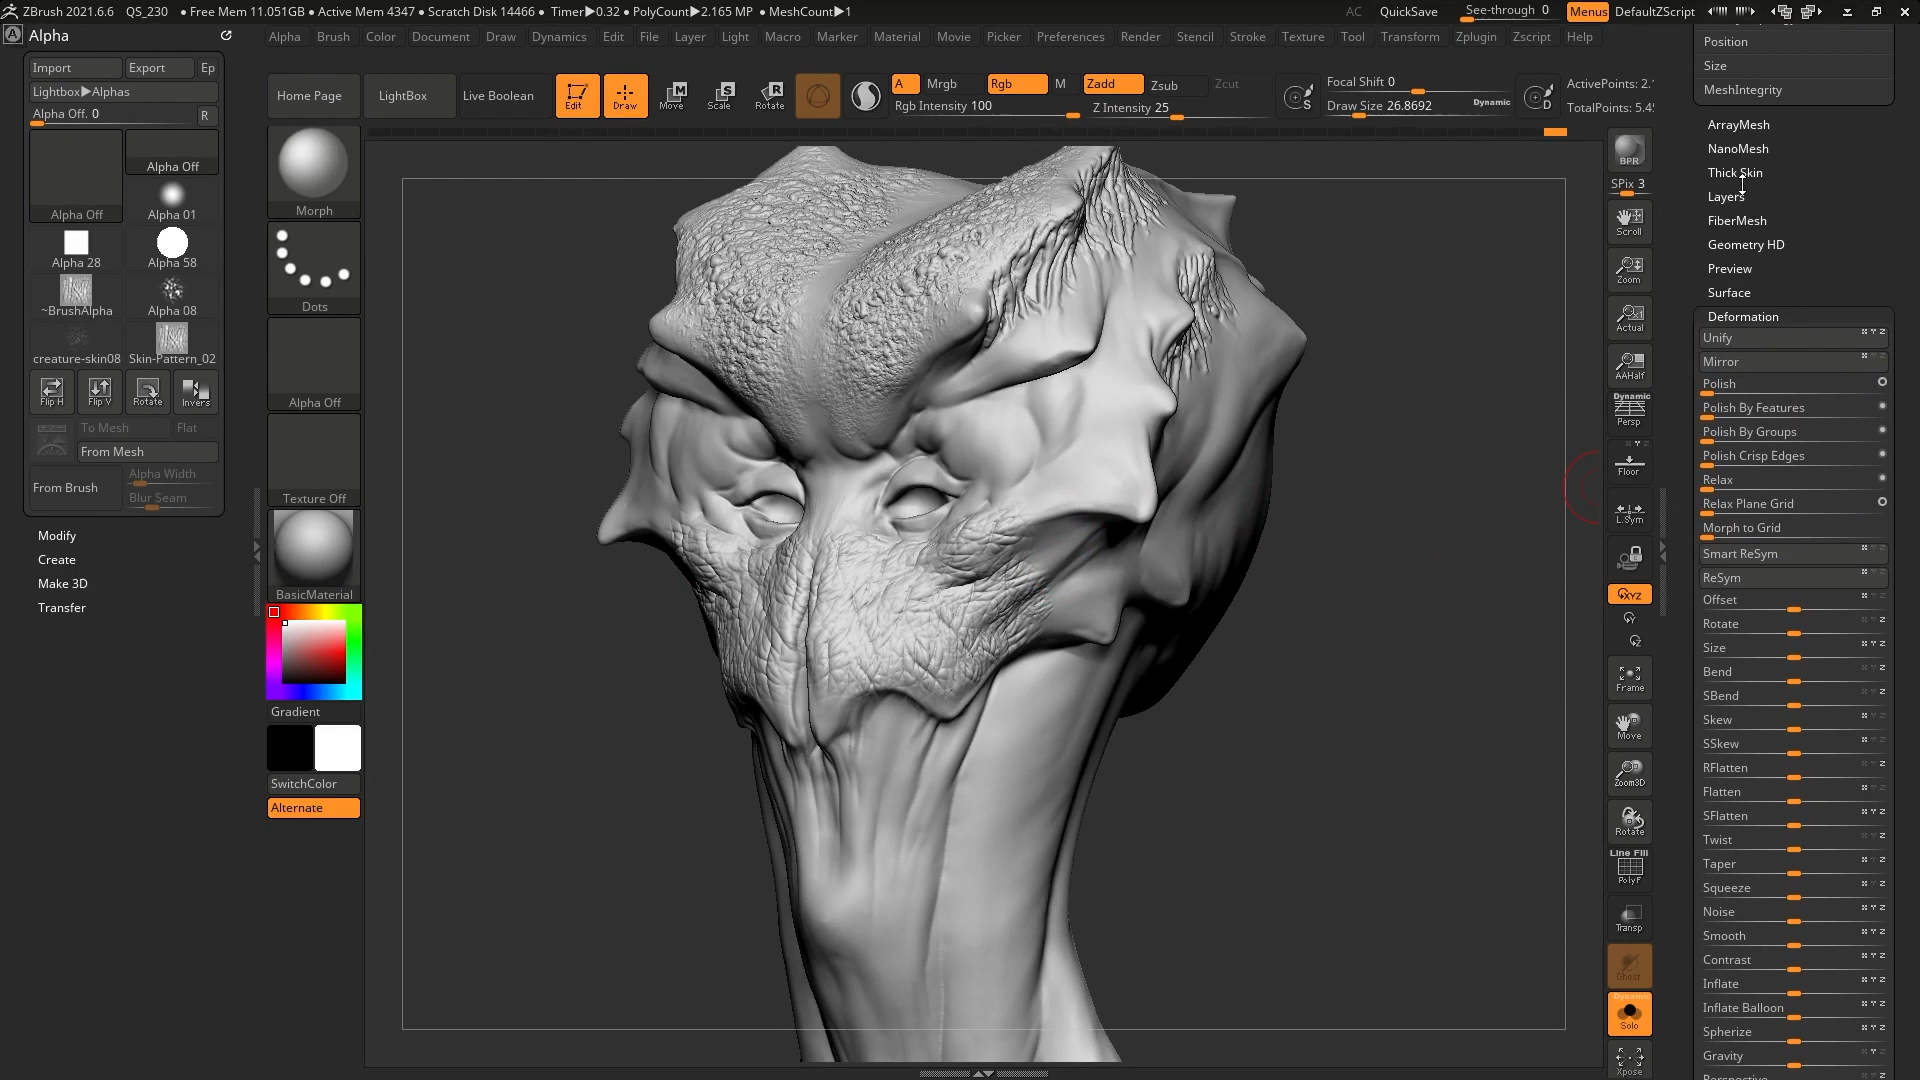 ZBrush 2021.6.6 QS_230 ● Free Mem 11.051GB ● Active Mem 4347 ● Scratch Disk 14466 ● Timer▶0.32 ● PolyCount▶2.165 MP ● MeshCount▶1 AC QuickSave See-through 0 Menus DefaultZScript
Alpha
Alpha Brush Color Document Draw Dynamics Edit File Layer Light Macro Marker Material Movie Picker Preferences Render Stencil Stroke Texture Tool Transform Zplugin Zscript Help
Import Export Ep
Lightbox▶Alphas
Alpha Off. 0 R
Alpha Off
Alpha Off
Alpha 01
Alpha 28
Alpha 58
~BrushAlpha
Alpha 08
creature-skin08
Skin-Pattern_02
Flip H Flip V Rotate Invers
To Mesh Flat
From Mesh
From Brush
Alpha Width
Blur Seam
Modify
Create
Make 3D
Transfer
Home Page LightBox Live Boolean
Edit Draw Move Scale Rotate
A Mrgb Rgb M Zadd Zsub Zcut
Rgb Intensity 100 Z Intensity 25
S
Focal Shift 0
Draw Size 26.8692 Dynamic
D
ActivePoints: 2.
TotalPoints: 5.45
Morph
Dots
Alpha Off
Texture Off
BasicMaterial
Gradient
SwitchColor
Alternate
BPR
SPix 3
Scroll
Zoom
Actual
AAHalf
Dynamic
Persp
Floor
L.Sym
XYZ
Y
Z
Frame
Move
Zoom3D
Rotate
Line Fill
PolyF
Transp
Ghost
Dynamic
Solo
Xpose
Position
Size
MeshIntegrity
ArrayMesh
NanoMesh
Thick Skin
Layers
FiberMesh
Geometry HD
Preview
Surface
Deformation
Unify
Mirror
Polish
Polish By Features
Polish By Groups
Polish Crisp Edges
Relax
Relax Plane Grid
Morph to Grid
Smart ReSym
ReSym
Offset
Rotate
Size
Bend
SBend
Skew
SSkew
RFlatten
Flatten
SFlatten
Twist
Taper
Squeeze
Noise
Smooth
Contrast
Inflate
Inflate Balloon
Spherize
Gravity